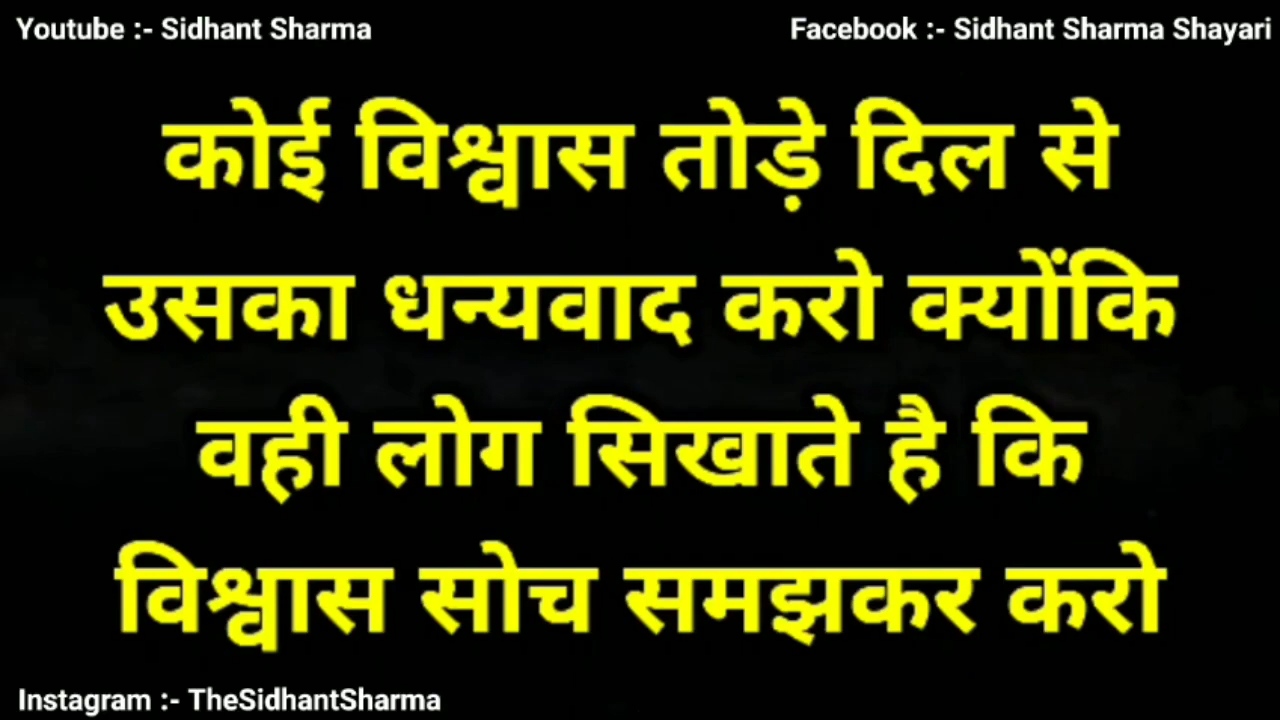 Youtube :- Sidhant Sharma
Facebook :- Sidhant Sharma Shayari
कोई विश्वास तोड़े दिल से
उसका धन्यवाद करो क्योंकि
वही लोग सिखाते है कि
विश्वास सोच समझकर करो
Instagram :- TheSidhantSharma